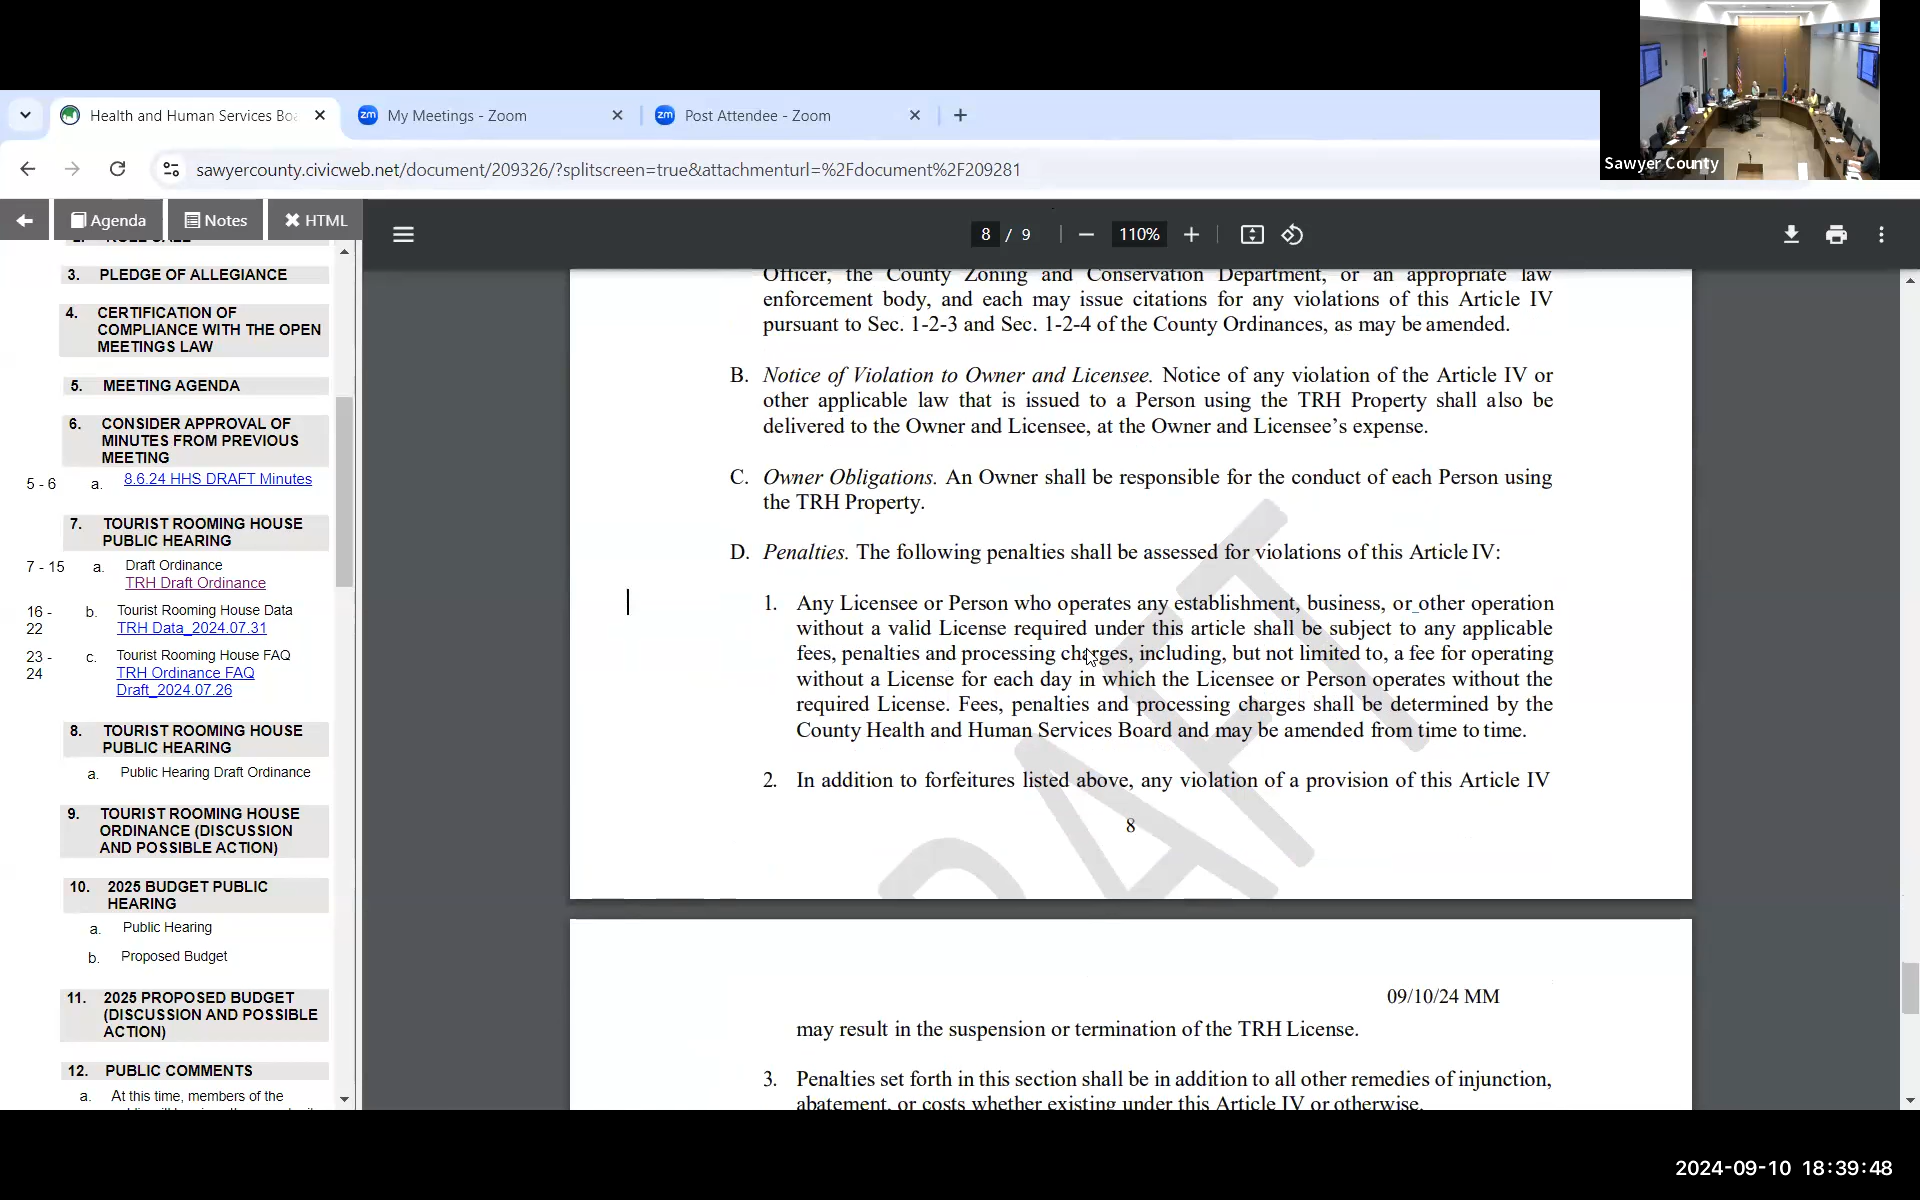 Sawyer County
Health and Human Services Boa
My Meetings - Zoom
Post Attendee - Zoom
sawyercounty.civicweb.net/document/209326/?splitscreen=true&attachmenturl=%2Fdocument%2F209281
Agenda
Notes
HTML
8 / 9
110%
3. PLEDGE OF ALLEGIANCE
4. CERTIFICATION OF
COMPLIANCE WITH THE OPEN
MEETINGS LAW
5. MEETING AGENDA
6. CONSIDER APPROVAL OF
MINUTES FROM PREVIOUS
MEETING
5 - 6 a. 8.6.24 HHS DRAFT Minutes
7. TOURIST ROOMING HOUSE
PUBLIC HEARING
7 - 15 a. Draft Ordinance
TRH Draft Ordinance
16 -
22
b. Tourist Rooming House Data
TRH Data_2024.07.31
23 -
24
c. Tourist Rooming House FAQ
TRH Ordinance FAQ
Draft_2024.07.26
8. TOURIST ROOMING HOUSE
PUBLIC HEARING
a. Public Hearing Draft Ordinance
9. TOURIST ROOMING HOUSE
ORDINANCE (DISCUSSION
AND POSSIBLE ACTION)
10. 2025 BUDGET PUBLIC
HEARING
a. Public Hearing
b. Proposed Budget
11. 2025 PROPOSED BUDGET
(DISCUSSION AND POSSIBLE
ACTION)
12. PUBLIC COMMENTS
a. At this time, members of the
Officer, the County Zoning and Conservation Department, or an appropriate law
enforcement body, and each may issue citations for any violations of this Article IV
pursuant to Sec. 1-2-3 and Sec. 1-2-4 of the County Ordinances, as may be amended.
B. Notice of Violation to Owner and Licensee. Notice of any violation of the Article IV or
other applicable law that is issued to a Person using the TRH Property shall also be
delivered to the Owner and Licensee, at the Owner and Licensee's expense.
C. Owner Obligations. An Owner shall be responsible for the conduct of each Person using
the TRH Property.
D. Penalties. The following penalties shall be assessed for violations of this Article IV:
1. Any Licensee or Person who operates any establishment, business, or other operation
without a valid License required under this article shall be subject to any applicable
fees, penalties and processing charges, including, but not limited to, a fee for operating
without a License for each day in which the Licensee or Person operates without the
required License. Fees, penalties and processing charges shall be determined by the
County Health and Human Services Board and may be amended from time to time.
2. In addition to forfeitures listed above, any violation of a provision of this Article IV
8
09/10/24 MM
may result in the suspension or termination of the TRH License.
3. Penalties set forth in this section shall be in addition to all other remedies of injunction,
abatement, or costs whether existing under this Article IV or otherwise.
2024-09-10 18:39:48